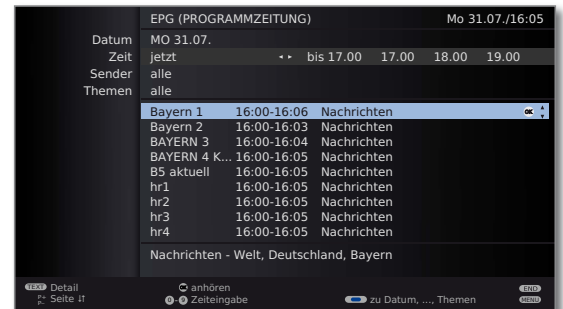 EPG (PROGRAMMZEITUNG) Mo 31.07./16:05
Datum MO 31.07.
Zeit jetzt bis 17.00 17.00 18.00 19.00
Sender alle
Themen alle
Bayern 1 16:00-16:06 Nachrichten OK
Bayern 2 16:00-16:03 Nachrichten
BAYERN 3 16:00-16:04 Nachrichten
BAYERN 4 K... 16:00-16:05 Nachrichten
B5 aktuell 16:00-16:05 Nachrichten
hr1 16:00-16:05 Nachrichten
hr2 16:00-16:05 Nachrichten
hr3 16:00-16:05 Nachrichten
hr4 16:00-16:05 Nachrichten
Nachrichten - Welt, Deutschland, Bayern
TEXT Detail OK anhören END
P+ P- Seite ↓↑ 0-9 Zeiteingabe zu Datum, ..., Themen MENU